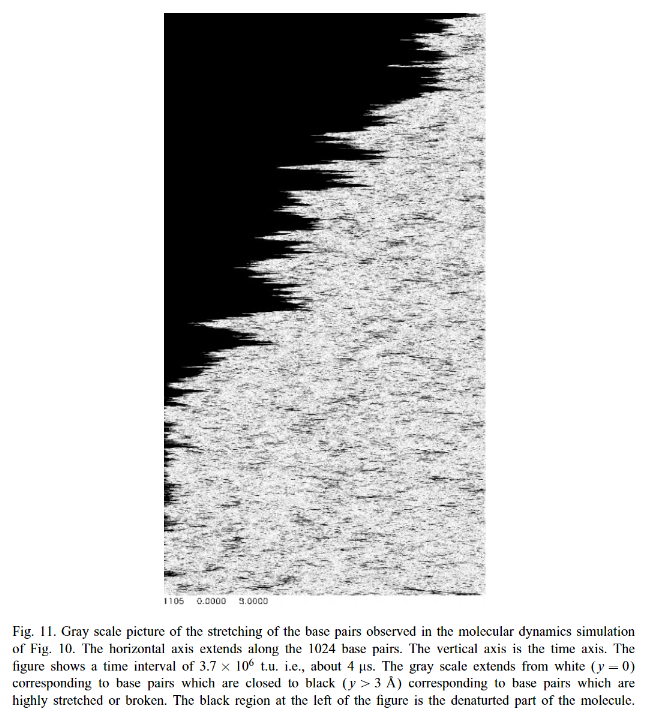 1105 0.0000 3.0000
Fig. 11. Gray scale picture of the stretching of the base pairs observed in the molecular dynamics simulation
of Fig. 10. The horizontal axis extends along the 1024 base pairs. The vertical axis is the time axis. The
figure shows a time interval of 3.7 × 10⁶ t.u. i.e., about 4 μs. The gray scale extends from white (y = 0)
corresponding to base pairs which are closed to black (y > 3 Å) corresponding to base pairs which are
highly stretched or broken. The black region at the left of the figure is the denaturted part of the molecule.